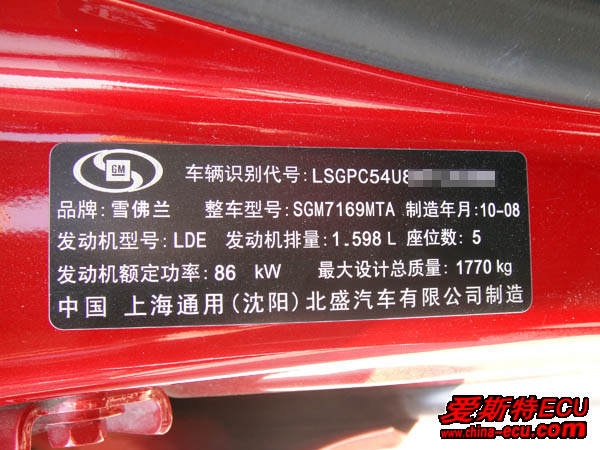 GM
车辆识别代号: LSGPC54U8
品牌: 雪佛兰 整车型号: SGM7169MTA 制造年月: 10-08
发动机型号: LDE 发动机排量: 1.598 L 座位数: 5
发动机额定功率: 86 kW 最大设计总质量: 1770 kg
中国 上海通用(沈阳)北盛汽车有限公司制造
爱斯特ECU
www.china-ecu.com